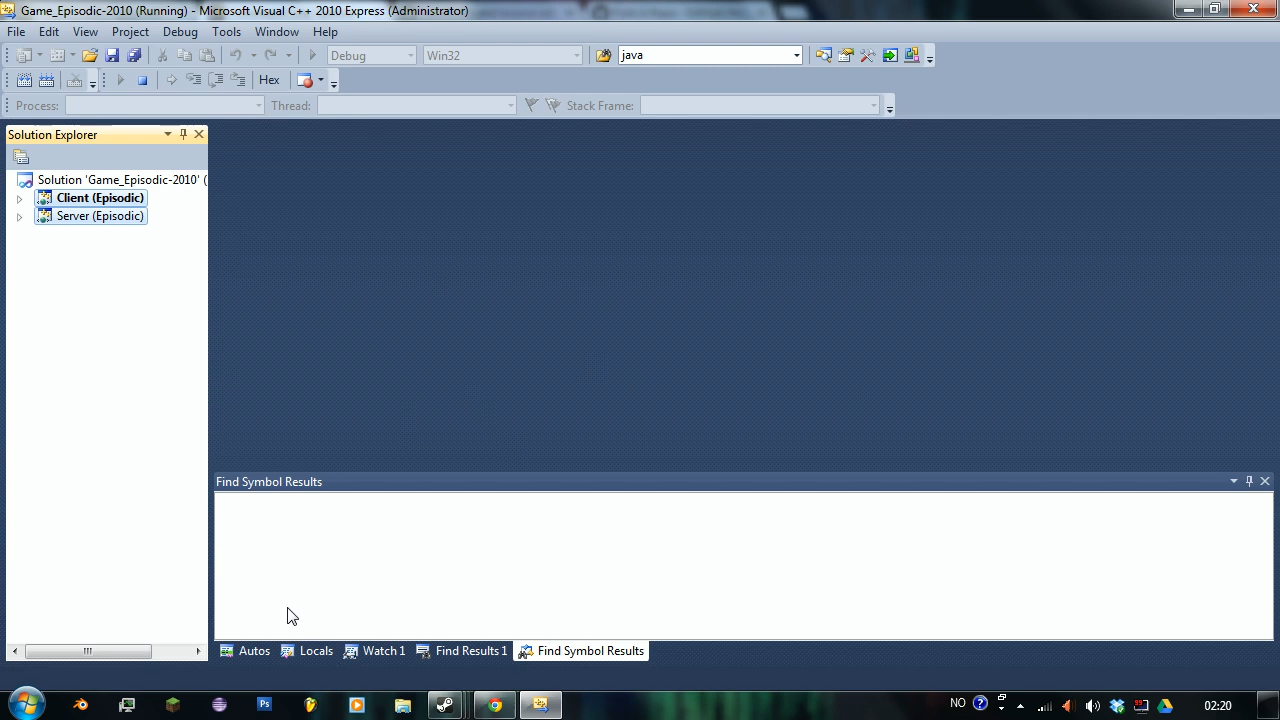 Game_Episodic-2010 (Running) - Microsoft Visual C++ 2010 Express (Administrator)
File Edit View Project Debug Tools Window Help
Debug Win32 java
Hex
Process: Thread: Stack Frame:
Solution Explorer
Solution 'Game_Episodic-2010' (
Client (Episodic)
Server (Episodic)
Find Symbol Results
Autos Locals Watch 1 Find Results 1 Find Symbol Results
Ps NO 02:20